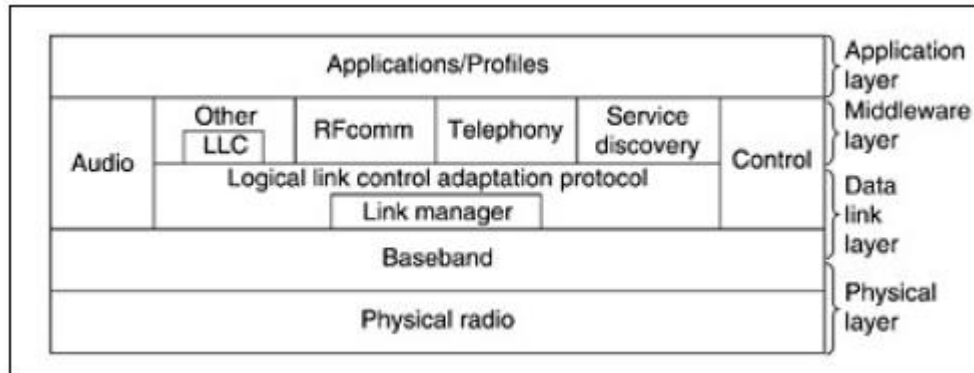 Applications/Profiles
Application
layer
Audio
Other
LLC
RFcomm
Telephony
Service
discovery
Control
Middleware
layer
Logical link control adaptation protocol
Link manager
Data
link
layer
Baseband
Physical radio
Physical
layer